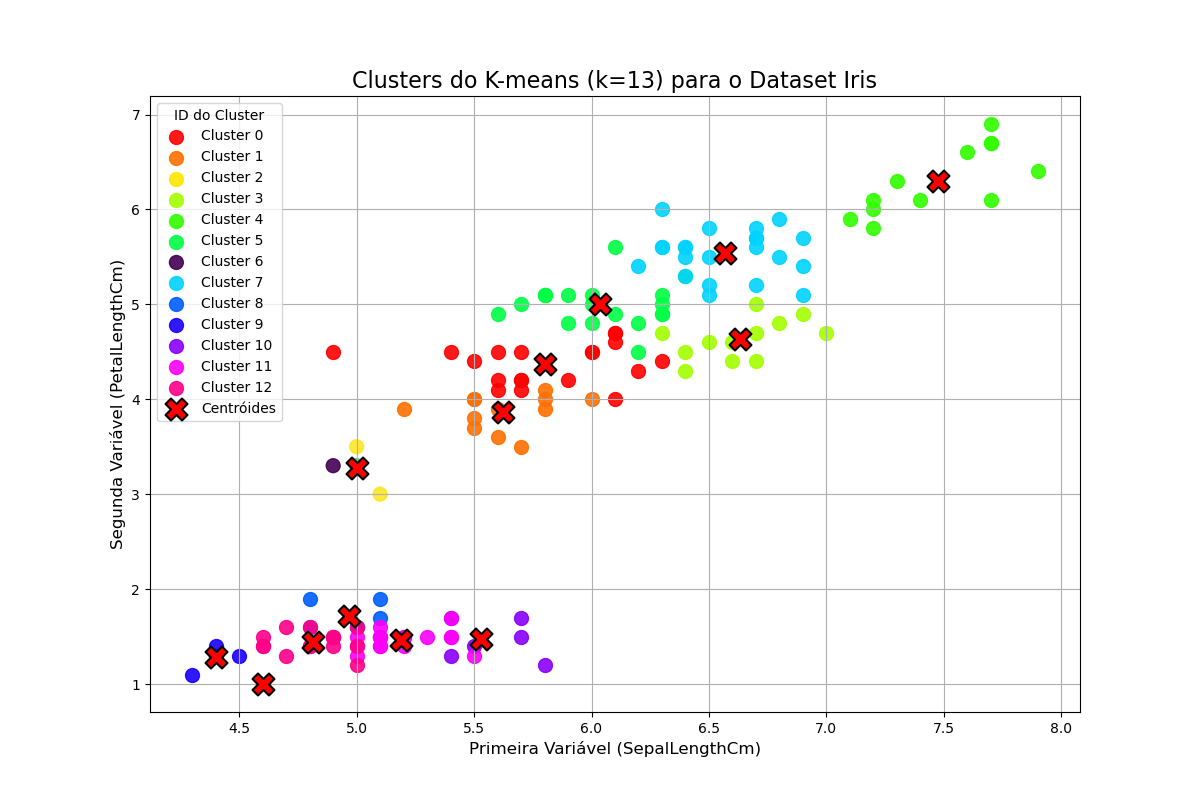 Clusters do K-means (k=13) para o Dataset Iris
ID do Cluster
Cluster 0
Cluster 1
Cluster 2
Cluster 3
Cluster 4
Cluster 5
Cluster 6
Cluster 7
Cluster 8
Cluster 9
Cluster 10
Cluster 11
Cluster 12
Centróides
Segunda Variável (PetalLengthCm)
7
6
5
4
3
2
1
4.5 5.0 5.5 6.0 6.5 7.0 7.5 8.0
Primeira Variável (SepalLengthCm)